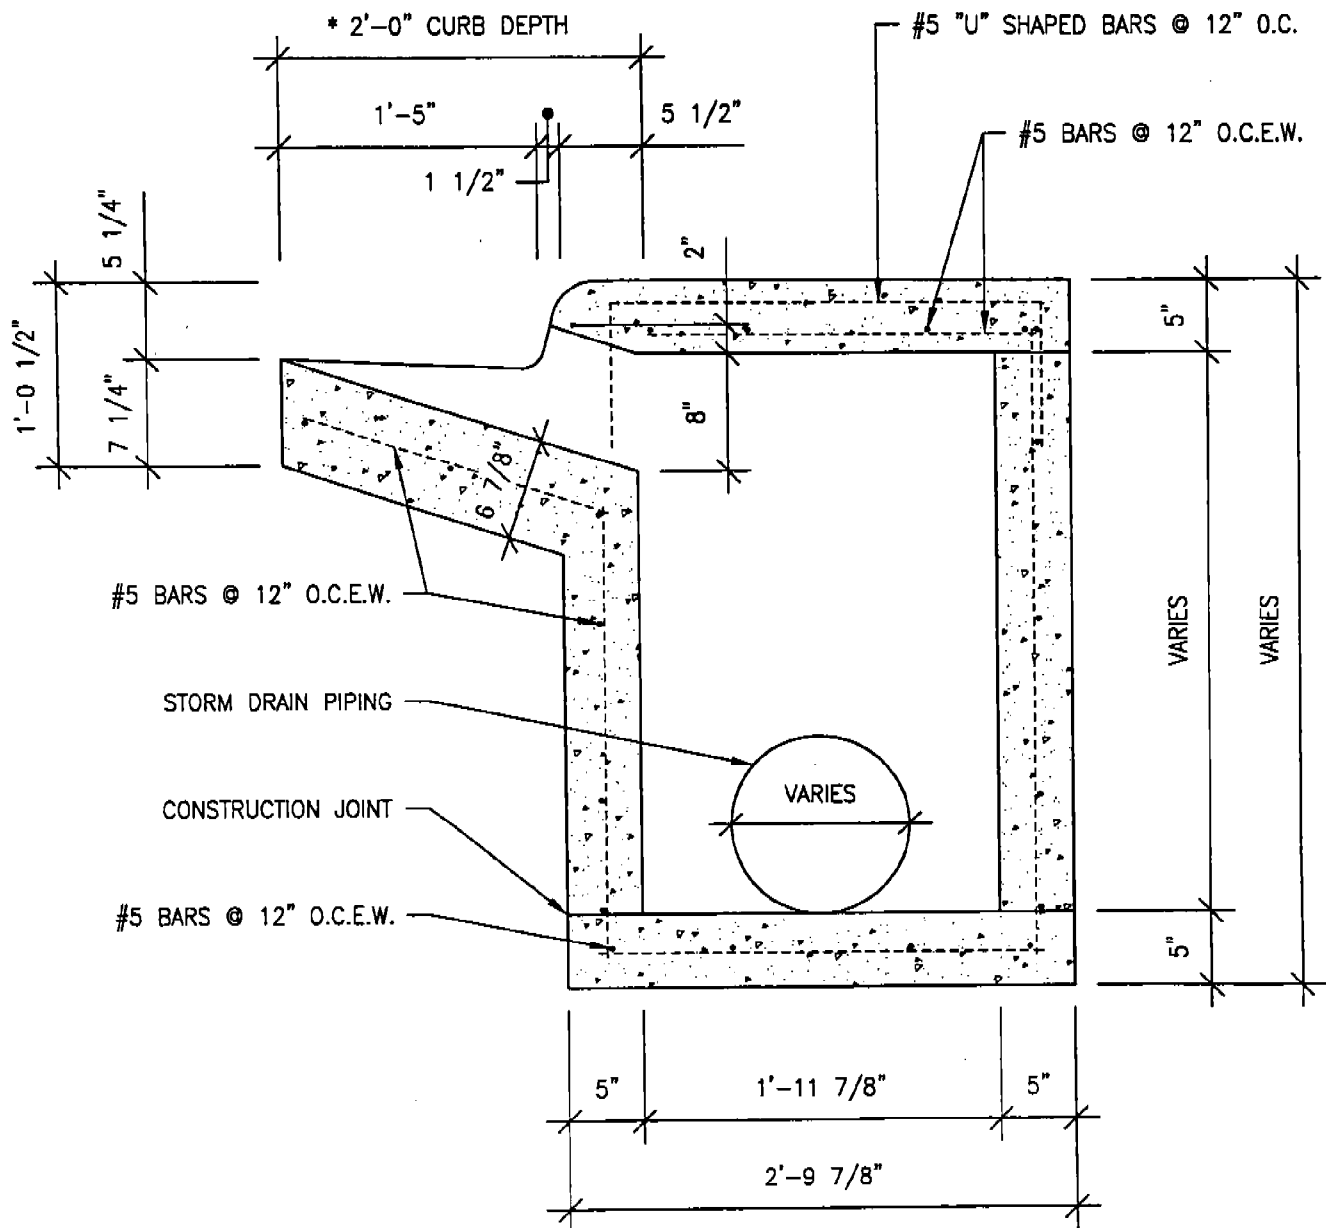 * 2'-0" CURB DEPTH
#5 "U" SHAPED BARS @ 12" O.C.
1'-5"
5 1/2"
#5 BARS @ 12" O.C.E.W.
1 1/2"
5 1/4"
2"
5"
1'-0 1/2"
7 1/4"
8"
6 7/8"
#5 BARS @ 12" O.C.E.W.
VARIES
VARIES
STORM DRAIN PIPING
VARIES
CONSTRUCTION JOINT
#5 BARS @ 12" O.C.E.W.
5"
5"
1'-11 7/8"
5"
2'-9 7/8"